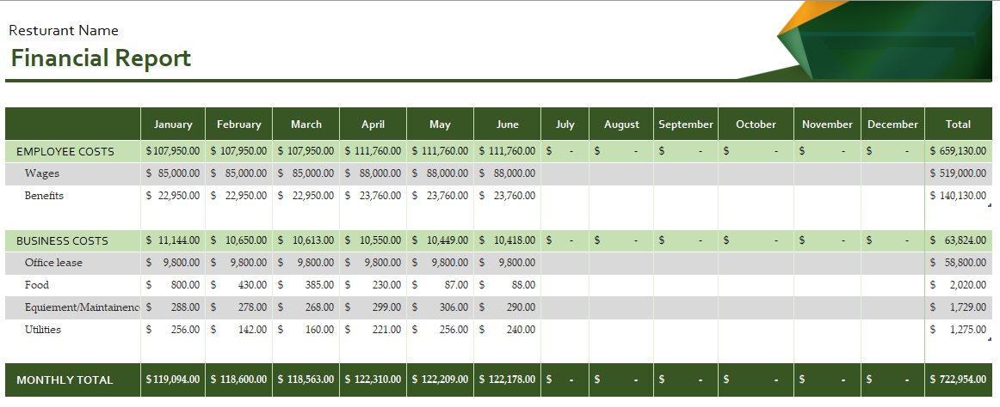 Resturant Name
Financial Report
January February March April May June July August September October November December Total
EMPLOYEE COSTS $107,950.00 $ 107,950.00 $ 107,950.00 $ 111,760.00 $ 111,760.00 $ 111,760.00 $ - $ - $ - $ - $ - $ - $ 659,130.00
Wages $ 85,000.00 $ 85,000.00 $ 85,000.00 $ 88,000.00 $ 88,000.00 $ 88,000.00 $ 519,000.00
Benefits $ 22,950.00 $ 22,950.00 $ 22,950.00 $ 23,760.00 $ 23,760.00 $ 23,760.00 $ 140,130.00
BUSINESS COSTS $ 11,144.00 $ 10,650.00 $ 10,613.00 $ 10,550.00 $ 10,449.00 $ 10,418.00 $ - $ - $ - $ - $ - $ - $ 63,824.00
Office lease $ 9,800.00 $ 9,800.00 $ 9,800.00 $ 9,800.00 $ 9,800.00 $ 9,800.00 $ 58,800.00
Food $ 800.00 $ 430.00 $ 385.00 $ 230.00 $ 87.00 $ 88.00 $ 2,020.00
Equiement/Maintainenc $ 288.00 $ 278.00 $ 268.00 $ 299.00 $ 306.00 $ 290.00 $ 1,729.00
Utilities $ 256.00 $ 142.00 $ 160.00 $ 221.00 $ 256.00 $ 240.00 $ 1,275.00
MONTHLY TOTAL $119,094.00 $ 118,600.00 $ 118,563.00 $ 122,310.00 $ 122,209.00 $ 122,178.00 $ - $ - $ - $ - $ - $ - $ 722,954.00